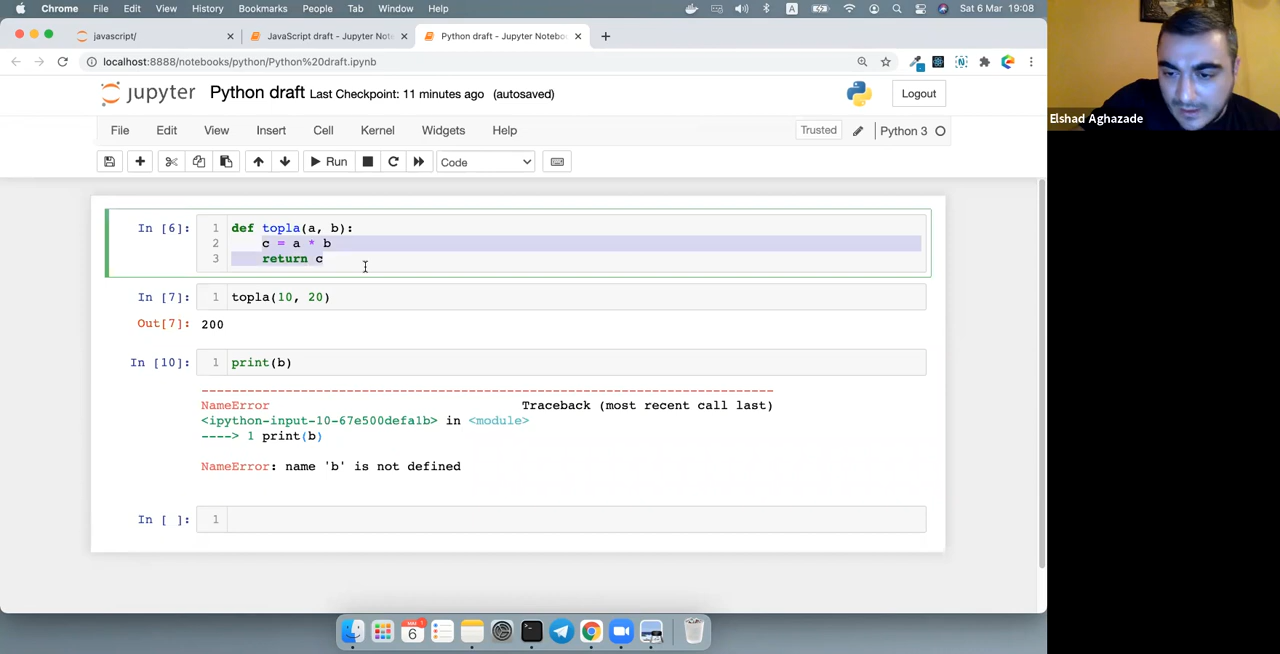 Chrome File Edit View History Bookmarks People Tab Window Help A Sat 6 Mar 19:08
javascript/ JavaScript draft - Jupyter Note Python draft - Jupyter Notebo
localhost:8888/notebooks/python/Python%20draft.ipynb
jupyter Python draft Last Checkpoint: 11 minutes ago (autosaved) Logout
File Edit View Insert Cell Kernel Widgets Help Trusted Python 3
Run Code
Elshad Aghazade
In [6]: 1 def topla(a, b):
2 c = a * b
3 return c
In [7]: 1 topla(10, 20)
Out[7]: 200
In [10]: 1 print(b)
---------------------------------------------------------------------------
NameError Traceback (most recent call last)
<ipython-input-10-67e500defa1b> in <module>
----> 1 print(b)
NameError: name 'b' is not defined
In [ ]: 1
6